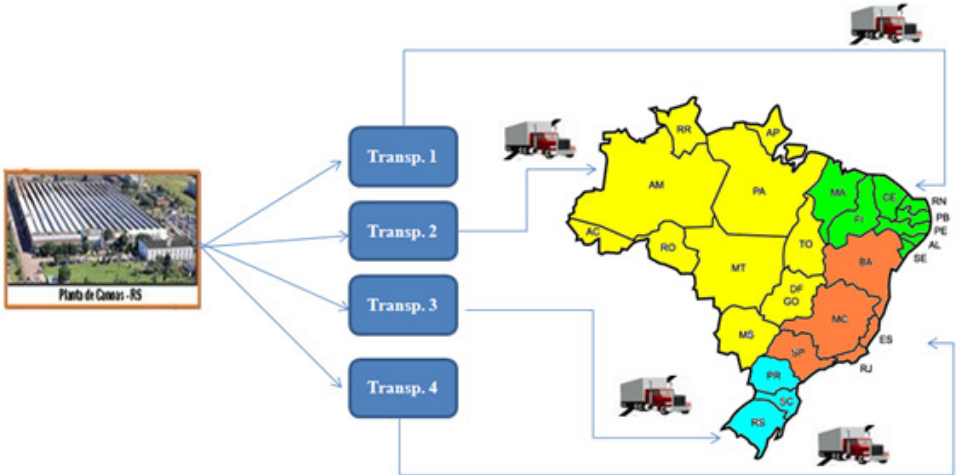 Planta de Canoas - RS
Transp. 1
Transp. 2
Transp. 3
Transp. 4
RR
AP
AM
PA
MA
CE
RN
PB
PE
AL
SE
AC
RO
TO
BA
MT
DF
GO
MC
MS
ES
SP
RJ
PR
SC
RS